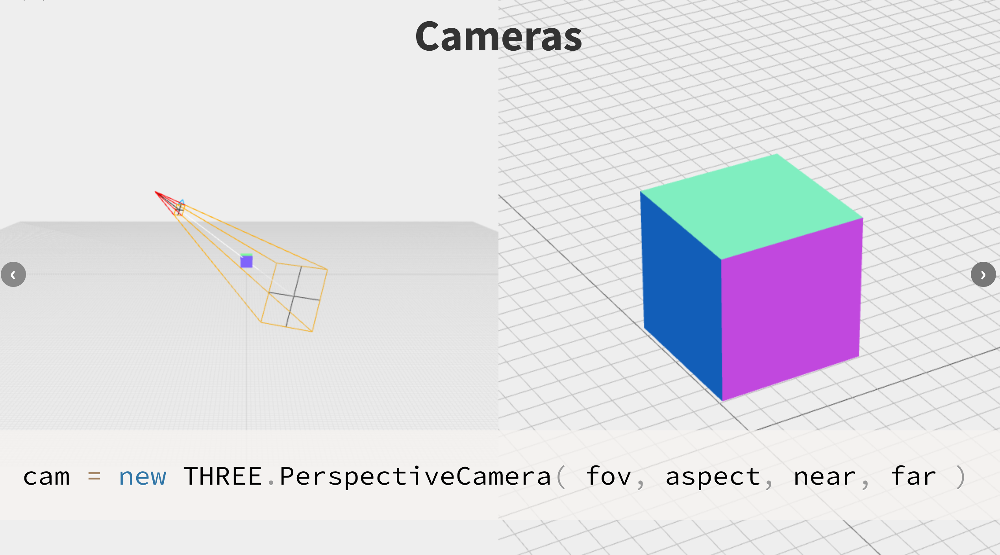 Cameras
cam = new THREE.PerspectiveCamera( fov, aspect, near, far )